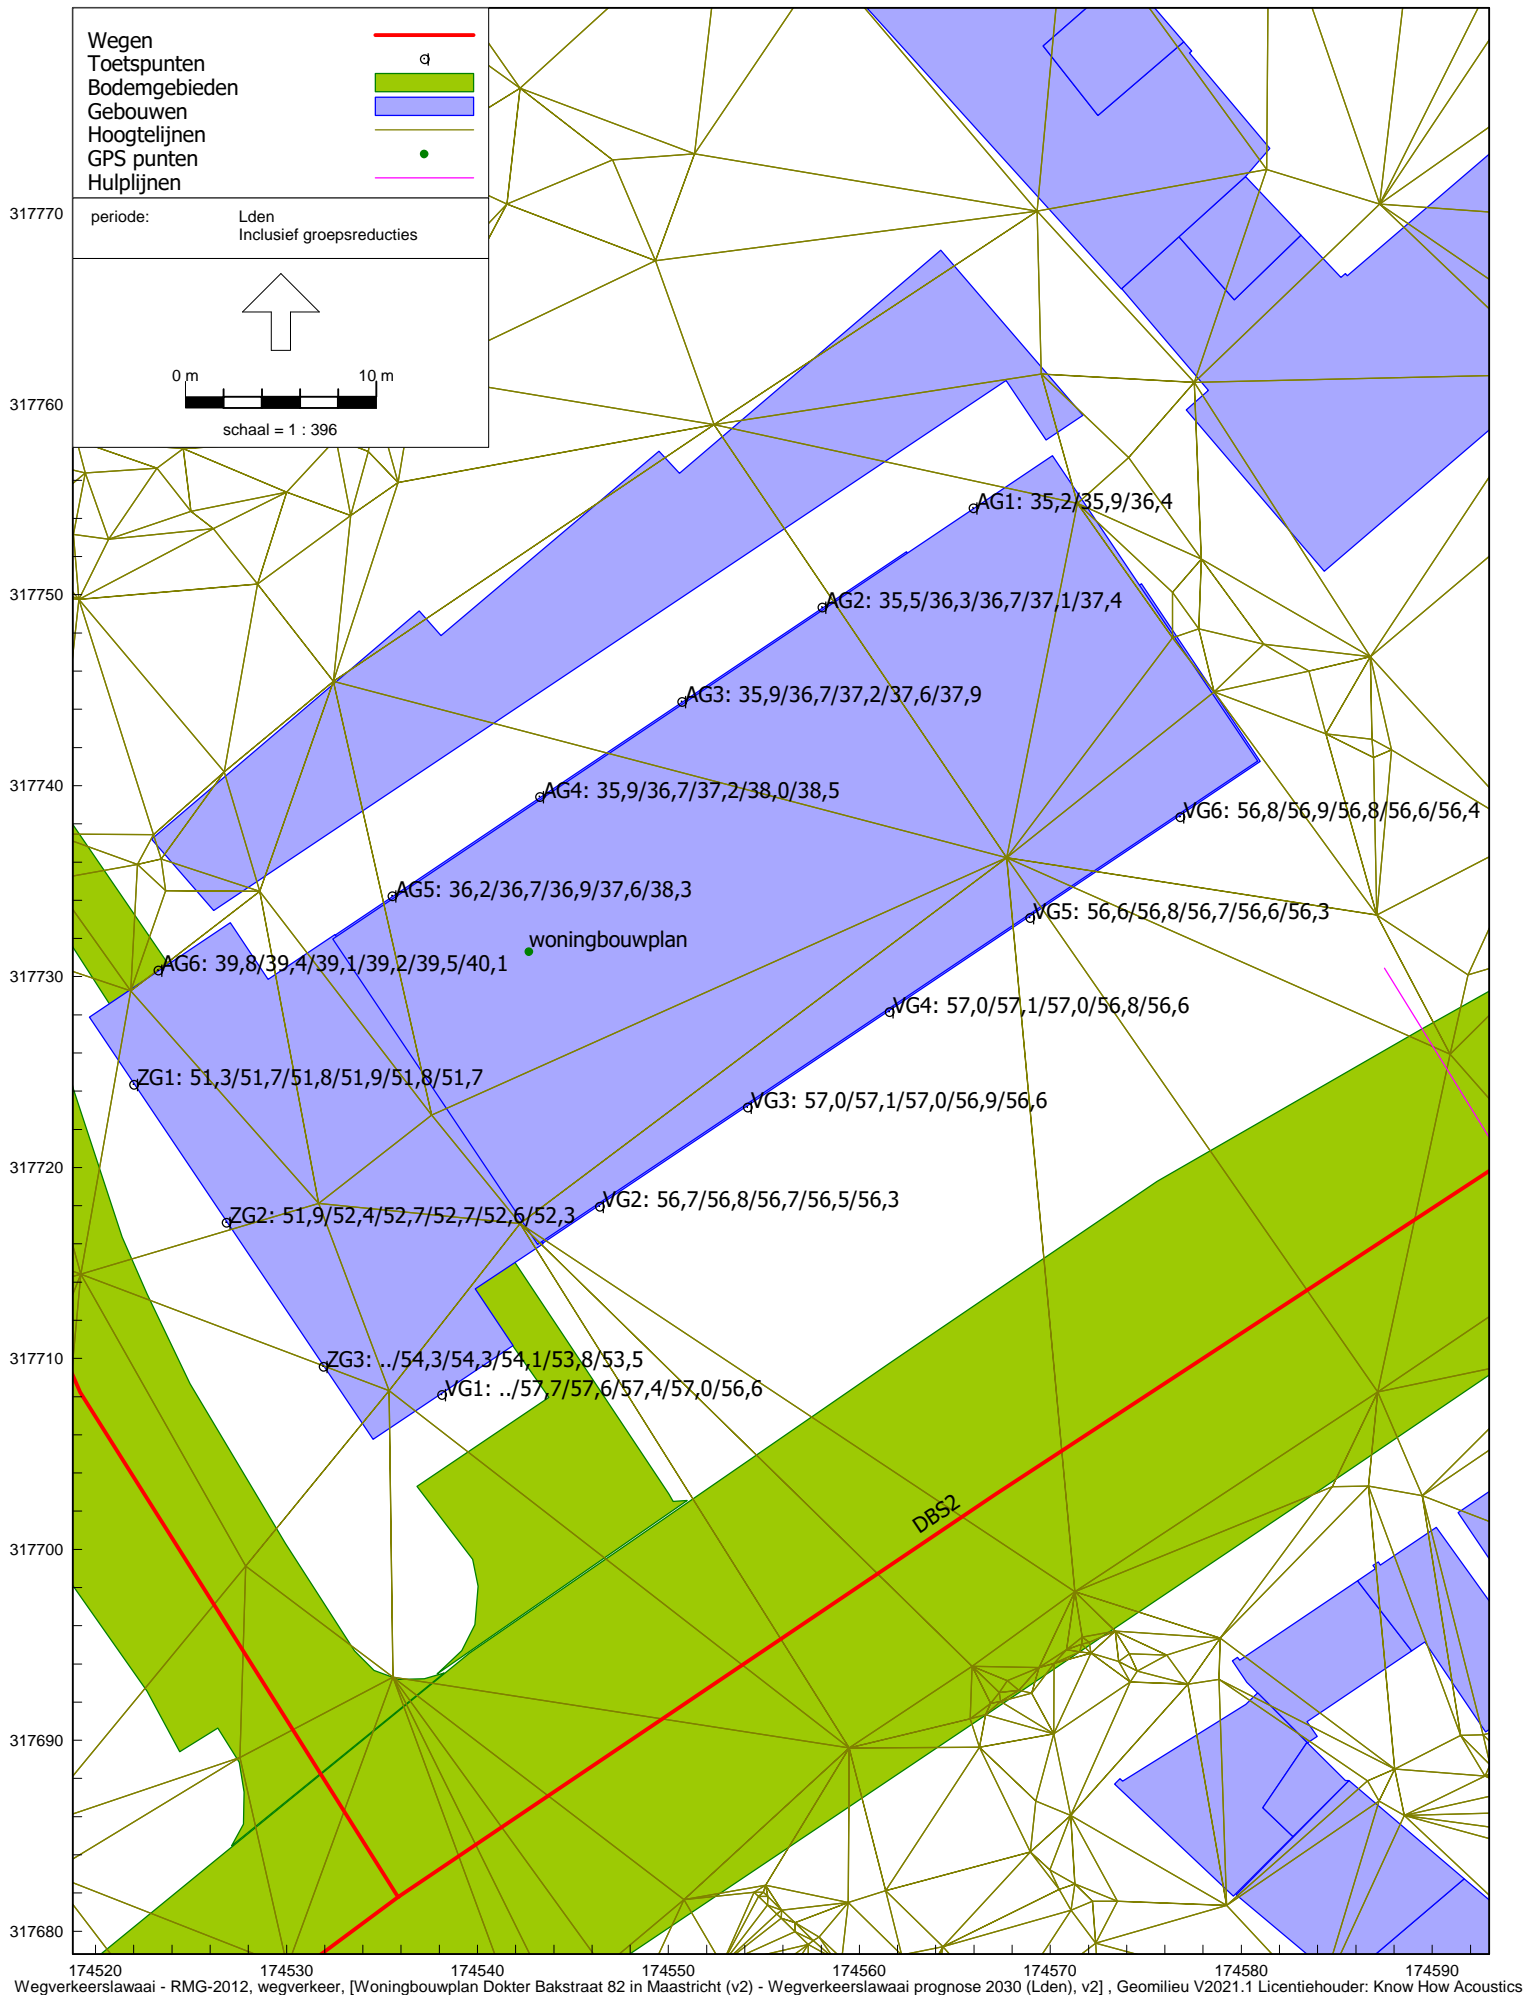 Wegen
Toetspunten
Bodemgebieden
Gebouwen
Hoogtelijnen
GPS punten
Hulplijnen
periode: Lden
Inclusief groepsreducties
0 m 10 m
schaal = 1 : 396
317770
317760
317750
317740
317730
317720
317710
317700
317690
317680
AG1: 35,2/35,9/36,4
AG2: 35,5/36,3/36,7/37,1/37,4
AG3: 35,9/36,7/37,2/37,6/37,9
AG4: 35,9/36,7/37,2/38,0/38,5
VG6: 56,8/56,9/56,8/56,6/56,4
AG5: 36,2/36,7/36,9/37,6/38,3
VG5: 56,6/56,8/56,7/56,6/56,3
woningbouwplan
AG6: 39,8/39,4/39,1/39,2/39,5/40,1
VG4: 57,0/57,1/57,0/56,8/56,6
ZG1: 51,3/51,7/51,8/51,9/51,8/51,7
VG3: 57,0/57,1/57,0/56,9/56,6
VG2: 56,7/56,8/56,7/56,5/56,3
ZG2: 51,9/52,4/52,7/52,7/52,6/52,3
ZG3: ../54,3/54,3/54,1/53,8/53,5
VG1: ../57,7/57,6/57,4/57,0/56,6
DBS2
174520 174530 174540 174550 174560 174570 174580 174590
Wegverkeerslawaai - RMG-2012, wegverkeer, [Woningbouwplan Dokter Bakstraat 82 in Maastricht (v2) - Wegverkeerslawaai prognose 2030 (Lden), v2] , Geomilieu V2021.1 Licentiehouder: Know How Acoustics